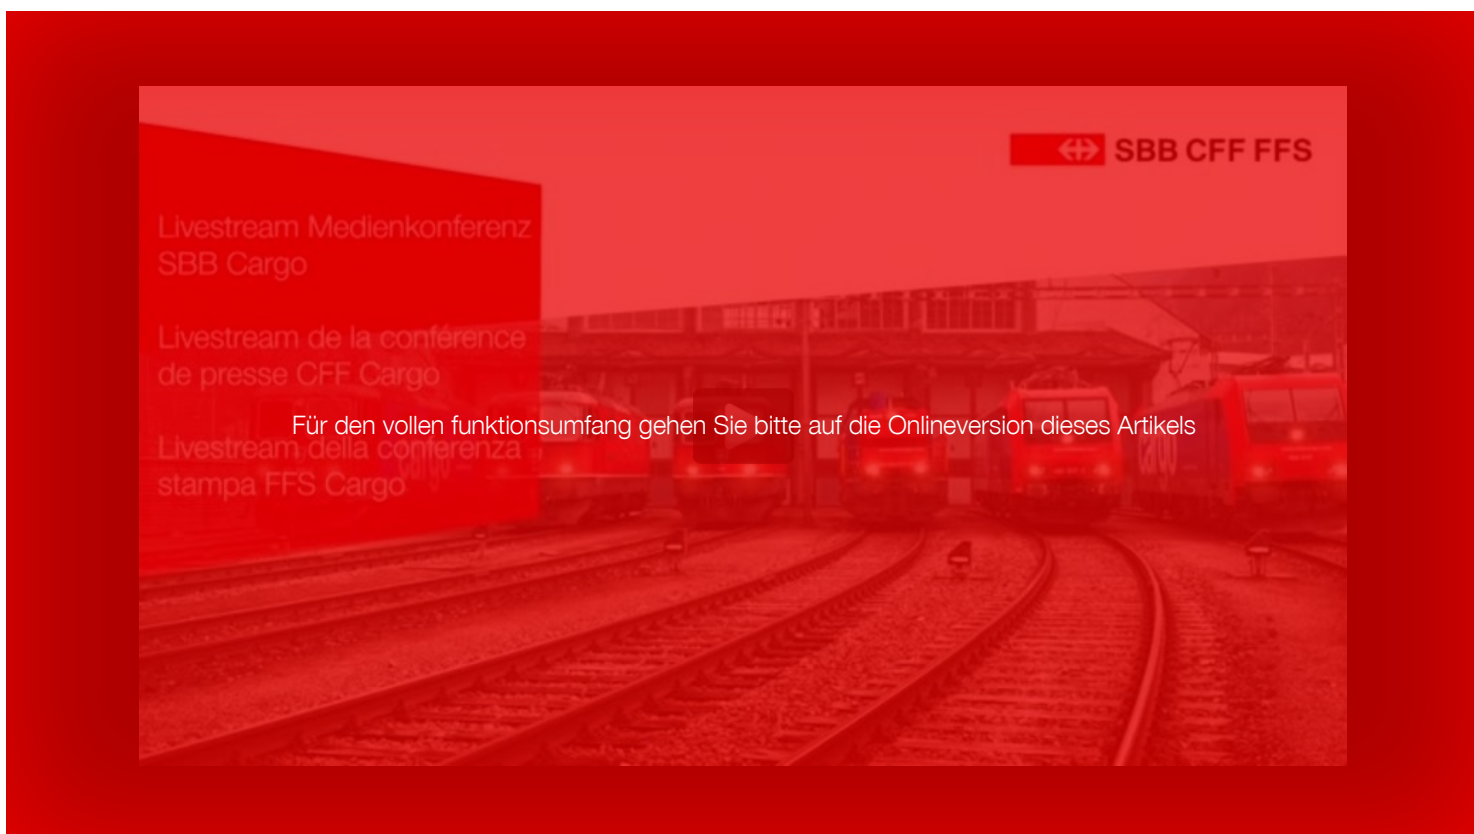 SBB CFF FFS
Livestream Medienkonferenz
SBB Cargo
Livestream de la conférence
de presse CFF Cargo
Für den vollen funktionsumfang gehen Sie bitte auf die Onlineversion dieses Artikels
Livestream della conferenza
stampa FFS Cargo
cargo